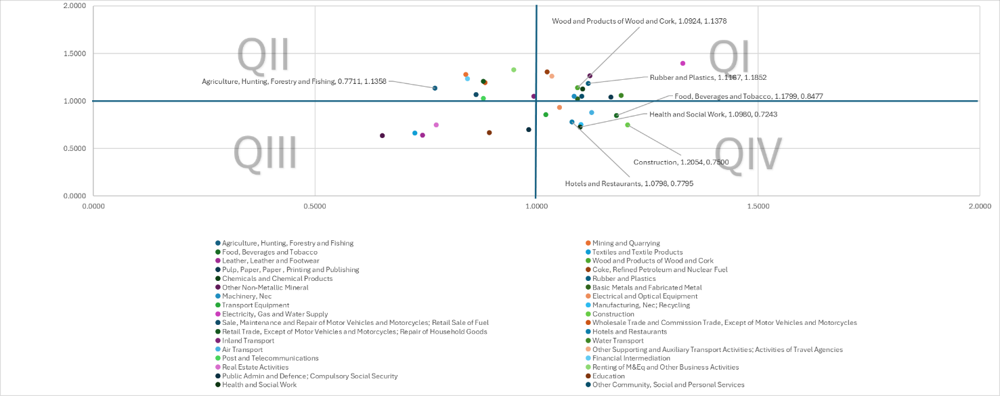 2.0000
Wood and Products of Wood and Cork, 1.0924, 1.1378
QII
QI
1.5000
Agriculture, Hunting, Forestry and Fishing, 0.7711, 1.1358
Rubber and Plastics, 1.1167, 1.1852
1.0000
Food, Beverages and Tobacco, 1.1799, 0.8477
Health and Social Work, 1.0980, 0.7243
QIII
QIV
0.5000
Construction, 1.2054, 0.7500
Hotels and Restaurants, 1.0798, 0.7795
0.0000
0.0000 0.5000 1.0000 1.5000 2.0000
Agriculture, Hunting, Forestry and Fishing
Mining and Quarrying
Food, Beverages and Tobacco
Textiles and Textile Products
Leather, Leather and Footwear
Wood and Products of Wood and Cork
Pulp, Paper, Paper , Printing and Publishing
Coke, Refined Petroleum and Nuclear Fuel
Chemicals and Chemical Products
Rubber and Plastics
Other Non-Metallic Mineral
Basic Metals and Fabricated Metal
Machinery, Nec
Electrical and Optical Equipment
Transport Equipment
Manufacturing, Nec; Recycling
Electricity, Gas and Water Supply
Construction
Sale, Maintenance and Repair of Motor Vehicles and Motorcycles; Retail Sale of Fuel
Wholesale Trade and Commission Trade, Except of Motor Vehicles and Motorcycles
Retail Trade, Except of Motor Vehicles and Motorcycles; Repair of Household Goods
Hotels and Restaurants
Inland Transport
Water Transport
Air Transport
Other Supporting and Auxiliary Transport Activities; Activities of Travel Agencies
Post and Telecommunications
Financial Intermediation
Real Estate Activities
Renting of M&Eq and Other Business Activities
Public Admin and Defence; Compulsory Social Security
Education
Health and Social Work
Other Community, Social and Personal Services